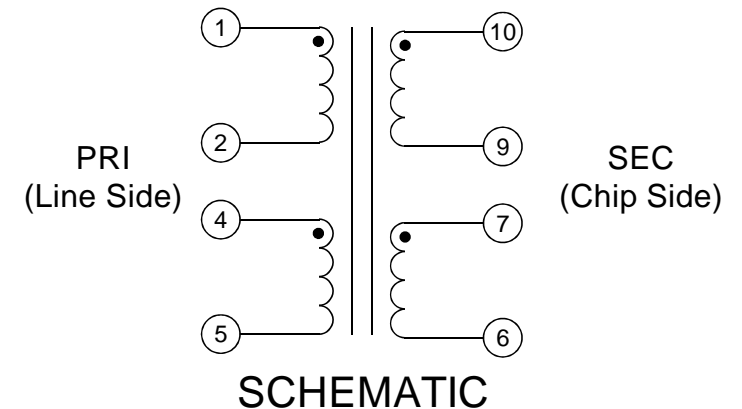 1
10
2
9
PRI
(Line Side)
SEC
(Chip Side)
4
7
5
6
SCHEMATIC